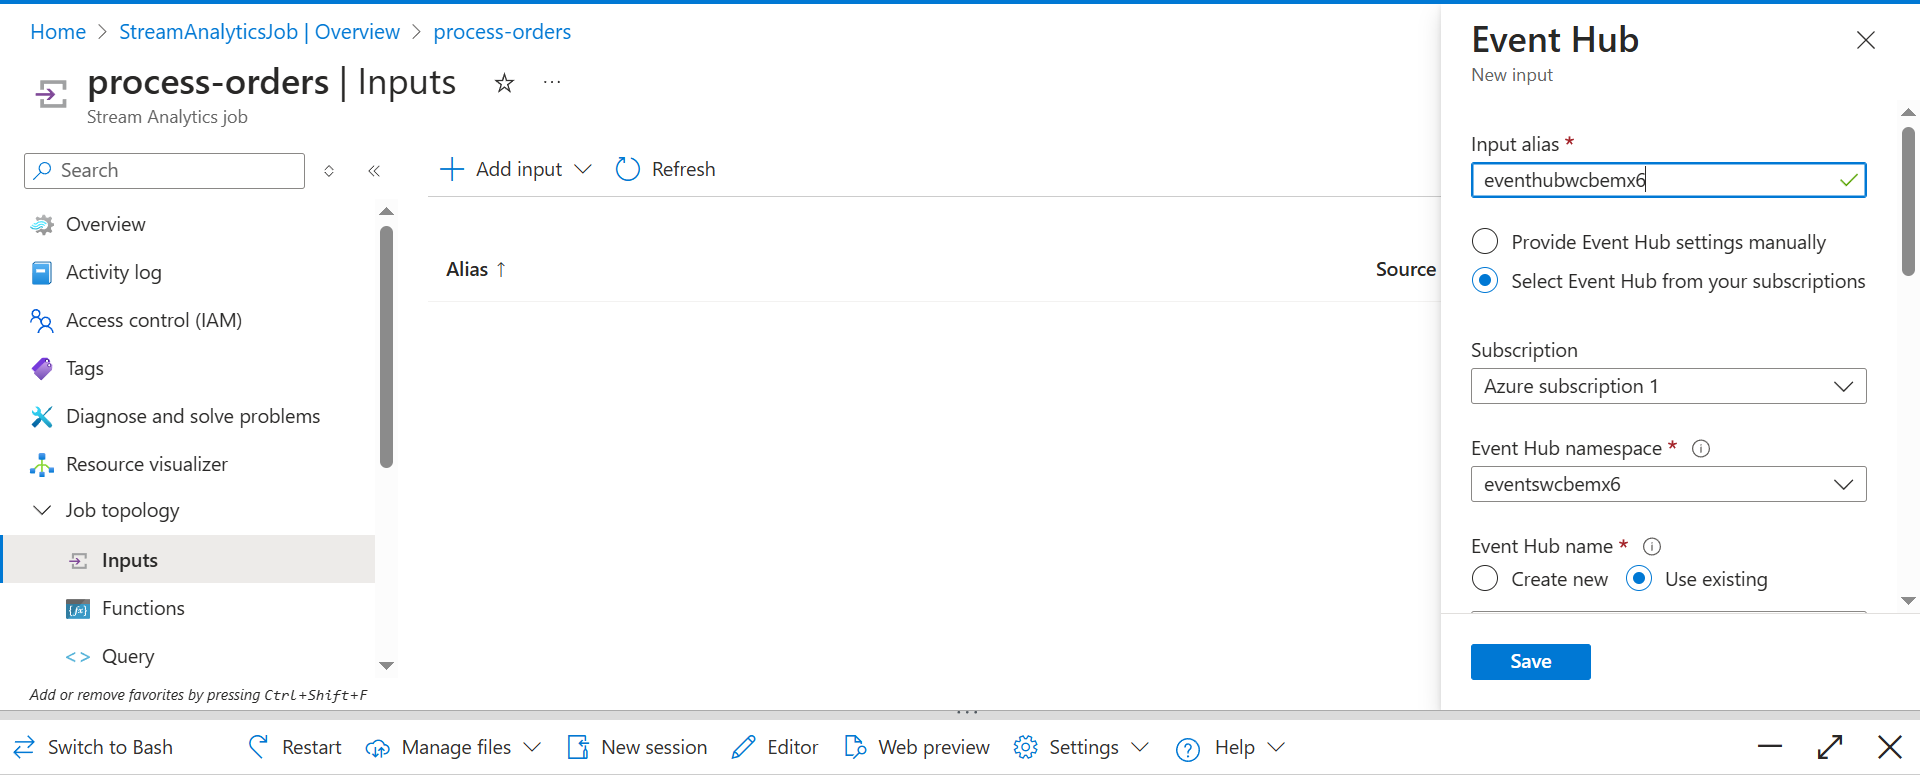 Home > StreamAnalyticsJob | Overview > process-orders
process-orders | Inputs
Stream Analytics job
Search
Overview
Activity log
Access control (IAM)
Tags
Diagnose and solve problems
Resource visualizer
Job topology
Inputs
Functions
Query
Add or remove favorites by pressing Ctrl+Shift+F
Add input
Refresh
Alias ↑
Source
Event Hub
New input
Input alias *
eventhubwcbemx6
Provide Event Hub settings manually
Select Event Hub from your subscriptions
Subscription
Azure subscription 1
Event Hub namespace *
eventswcbemx6
Event Hub name *
Create new
Use existing
Save
Switch to Bash
Restart
Manage files
New session
Editor
Web preview
Settings
Help